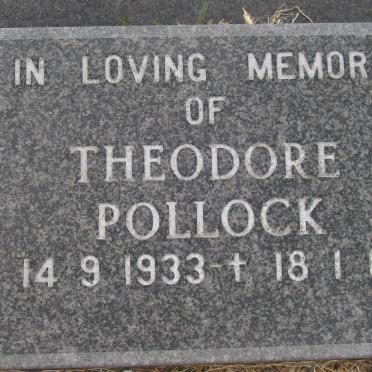 IN LOVING MEMOR
OF
THEODORE
POLLOCK
14 9 1933 - † 18 1